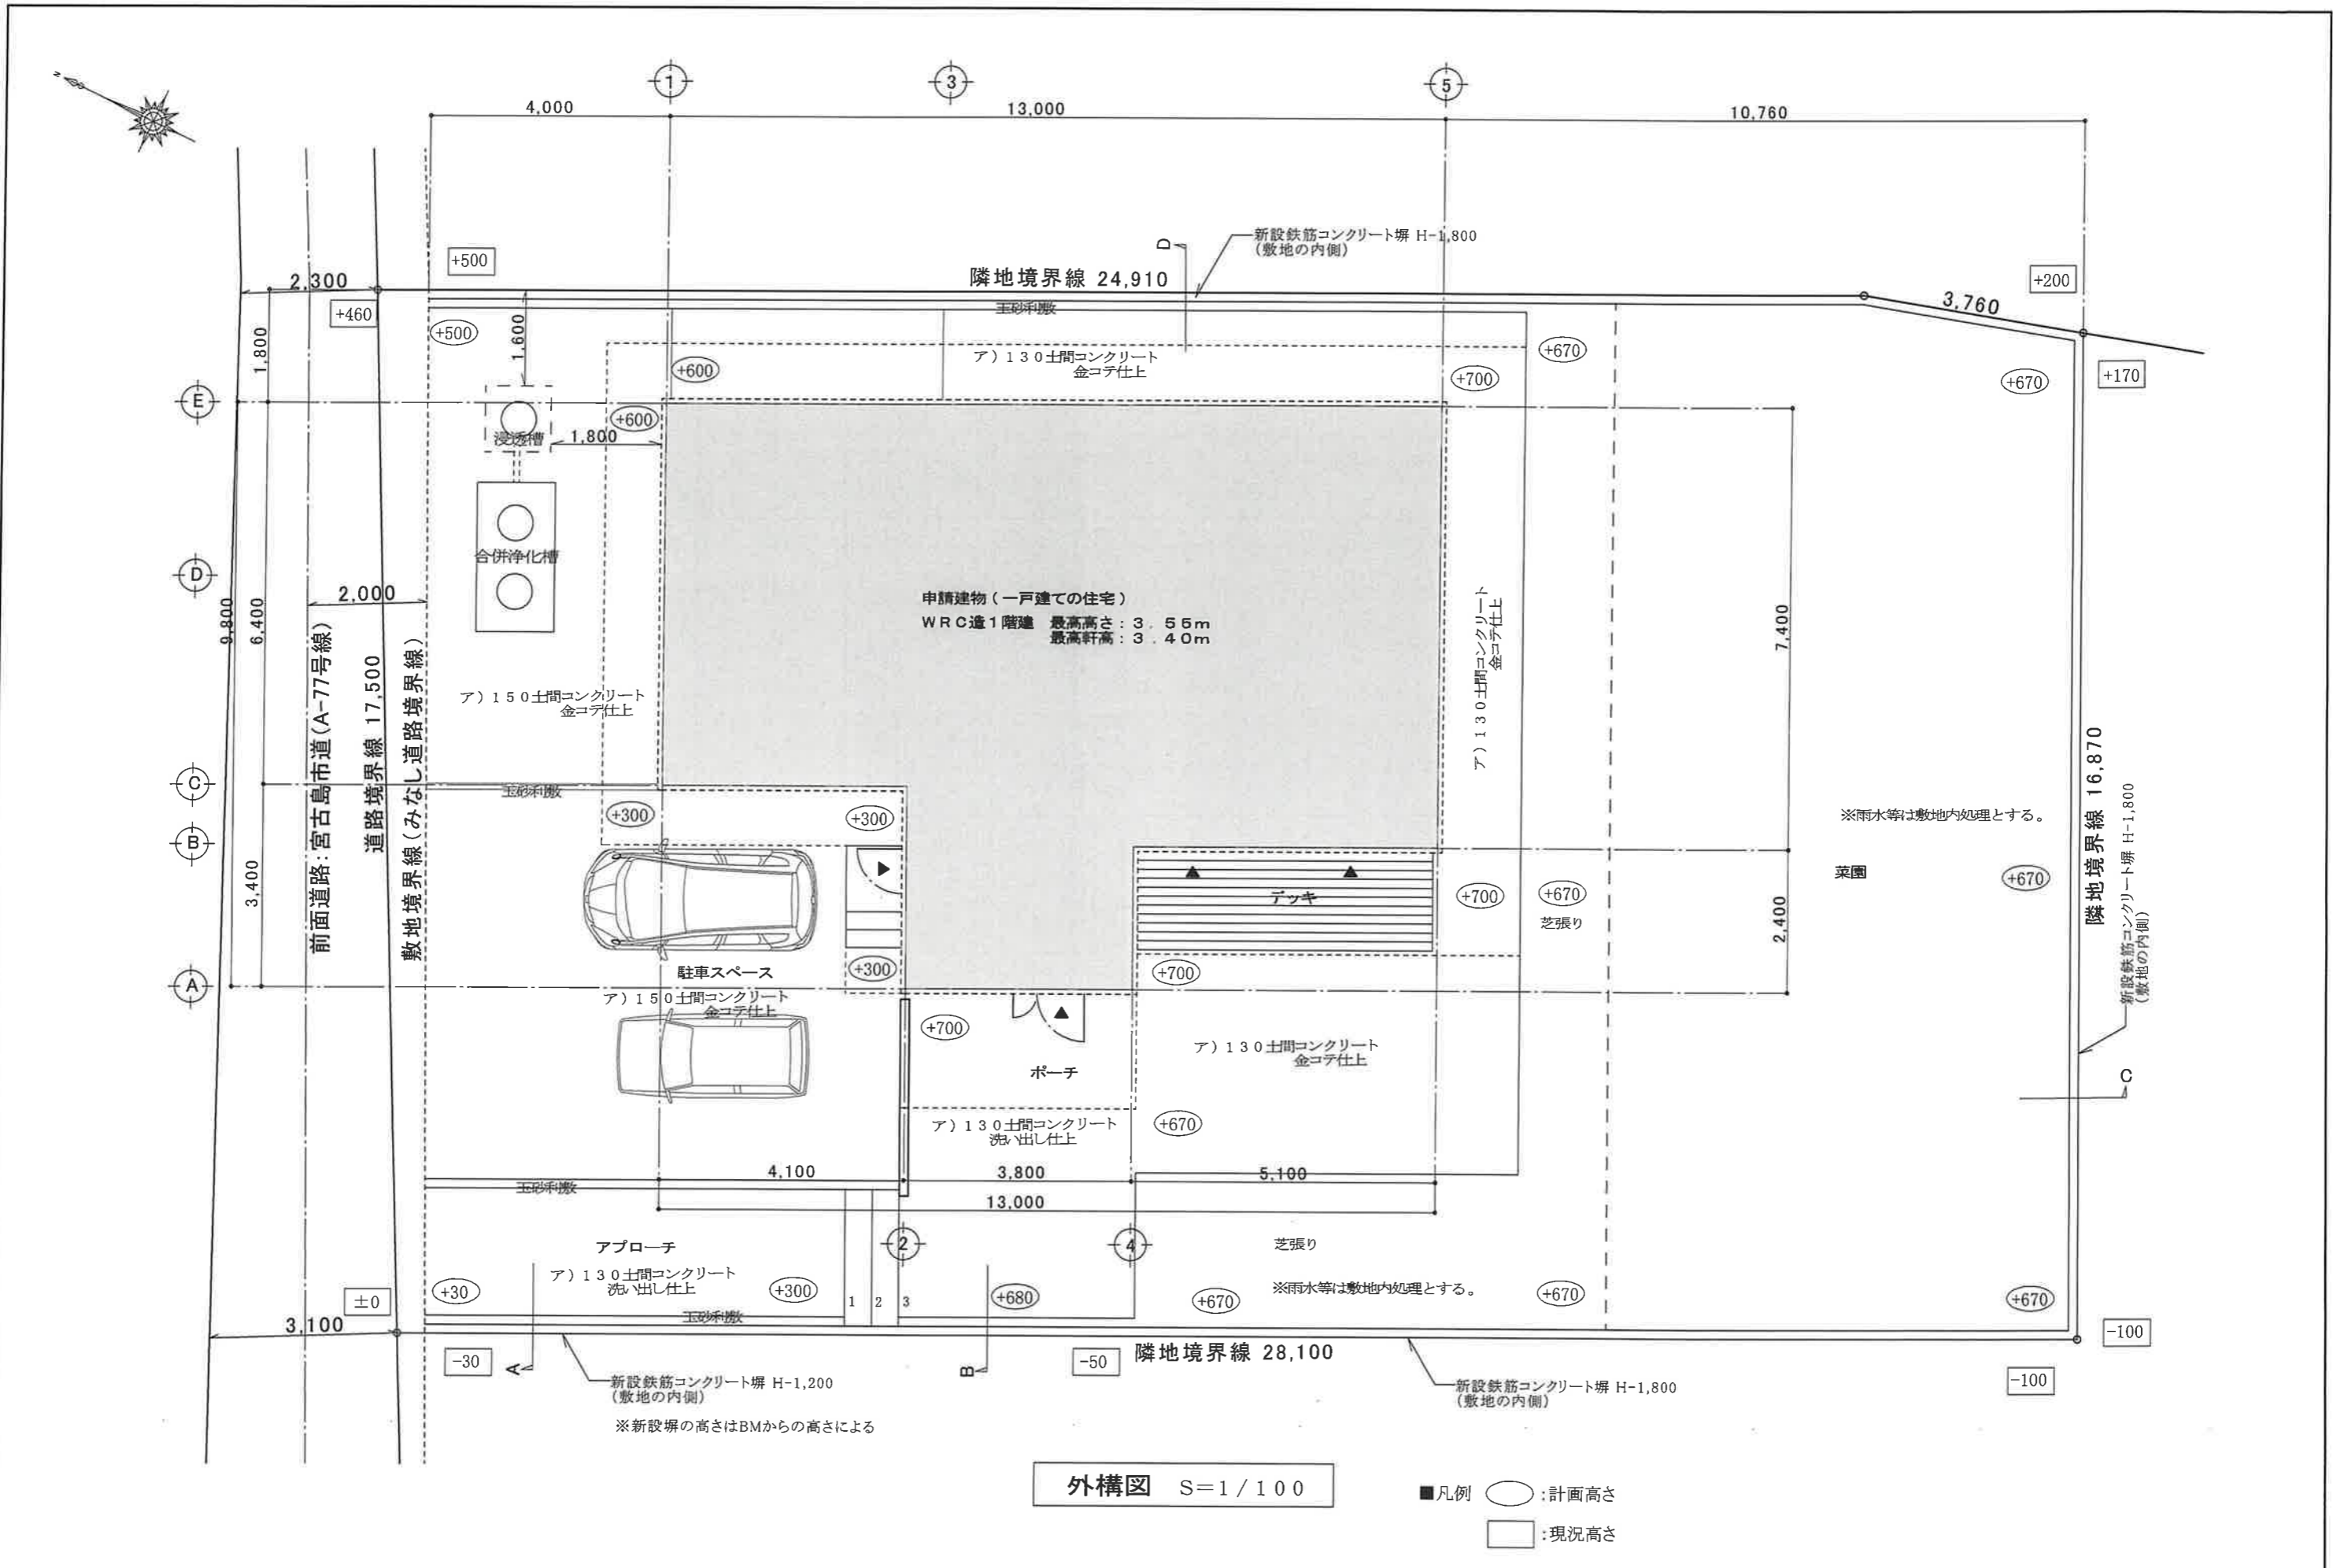 N
1
3
5
4,000
13,000
10,760
+500
D
新設鉄筋コンクリート塀 H-1,800
(敷地の内側)
隣地境界線 24,910
2,300
+460
+200
3,760
玉砂利敷
+500
1,800
1,600
ア)130土間コンクリート
金コテ仕上
+600
+670
+700
+670
+170
E
+600
浸透槽
1,800
合併浄化槽
D
2,000
9,800
6,400
申請建物(一戸建ての住宅)
WRC造1階建 最高高さ:3.55m
最高軒高:3.40m
ア)130土間コンクリート
金コテ仕上
7,400
前面道路:宮古島市道(A-77号線)
道路境界線 17,500
敷地境界線(みなし道路境界線)
ア)150土間コンクリート
金コテ仕上
隣地境界線 16,870
新設鉄筋コンクリート塀 H-1,800
(敷地の内側)
C
玉砂利敷
+300
+300
※雨水等は敷地内処理とする。
B
3,400
デッキ
+700
+670
芝張り
菜園
+670
2,400
駐車スペース
+300
+700
A
ア)150土間コンクリート
金コテ仕上
+700
ポーチ
ア)130土間コンクリート
金コテ仕上
C
ア)130土間コンクリート
洗い出し仕上
+670
4,100
3,800
5,100
玉砂利敷
13,000
アプローチ
2
4
芝張り
ア)130土間コンクリート
洗い出し仕上
±0
+30
+300
1
2
3
+680
+670
※雨水等は敷地内処理とする。
+670
+670
玉砂利敷
3,100
-30
A
B
-50
隣地境界線 28,100
-100
-100
新設鉄筋コンクリート塀 H-1,200
(敷地の内側)
新設鉄筋コンクリート塀 H-1,800
(敷地の内側)
※新設塀の高さはBMからの高さによる
外構図 S=1/100
■凡例 :計画高さ
:現況高さ